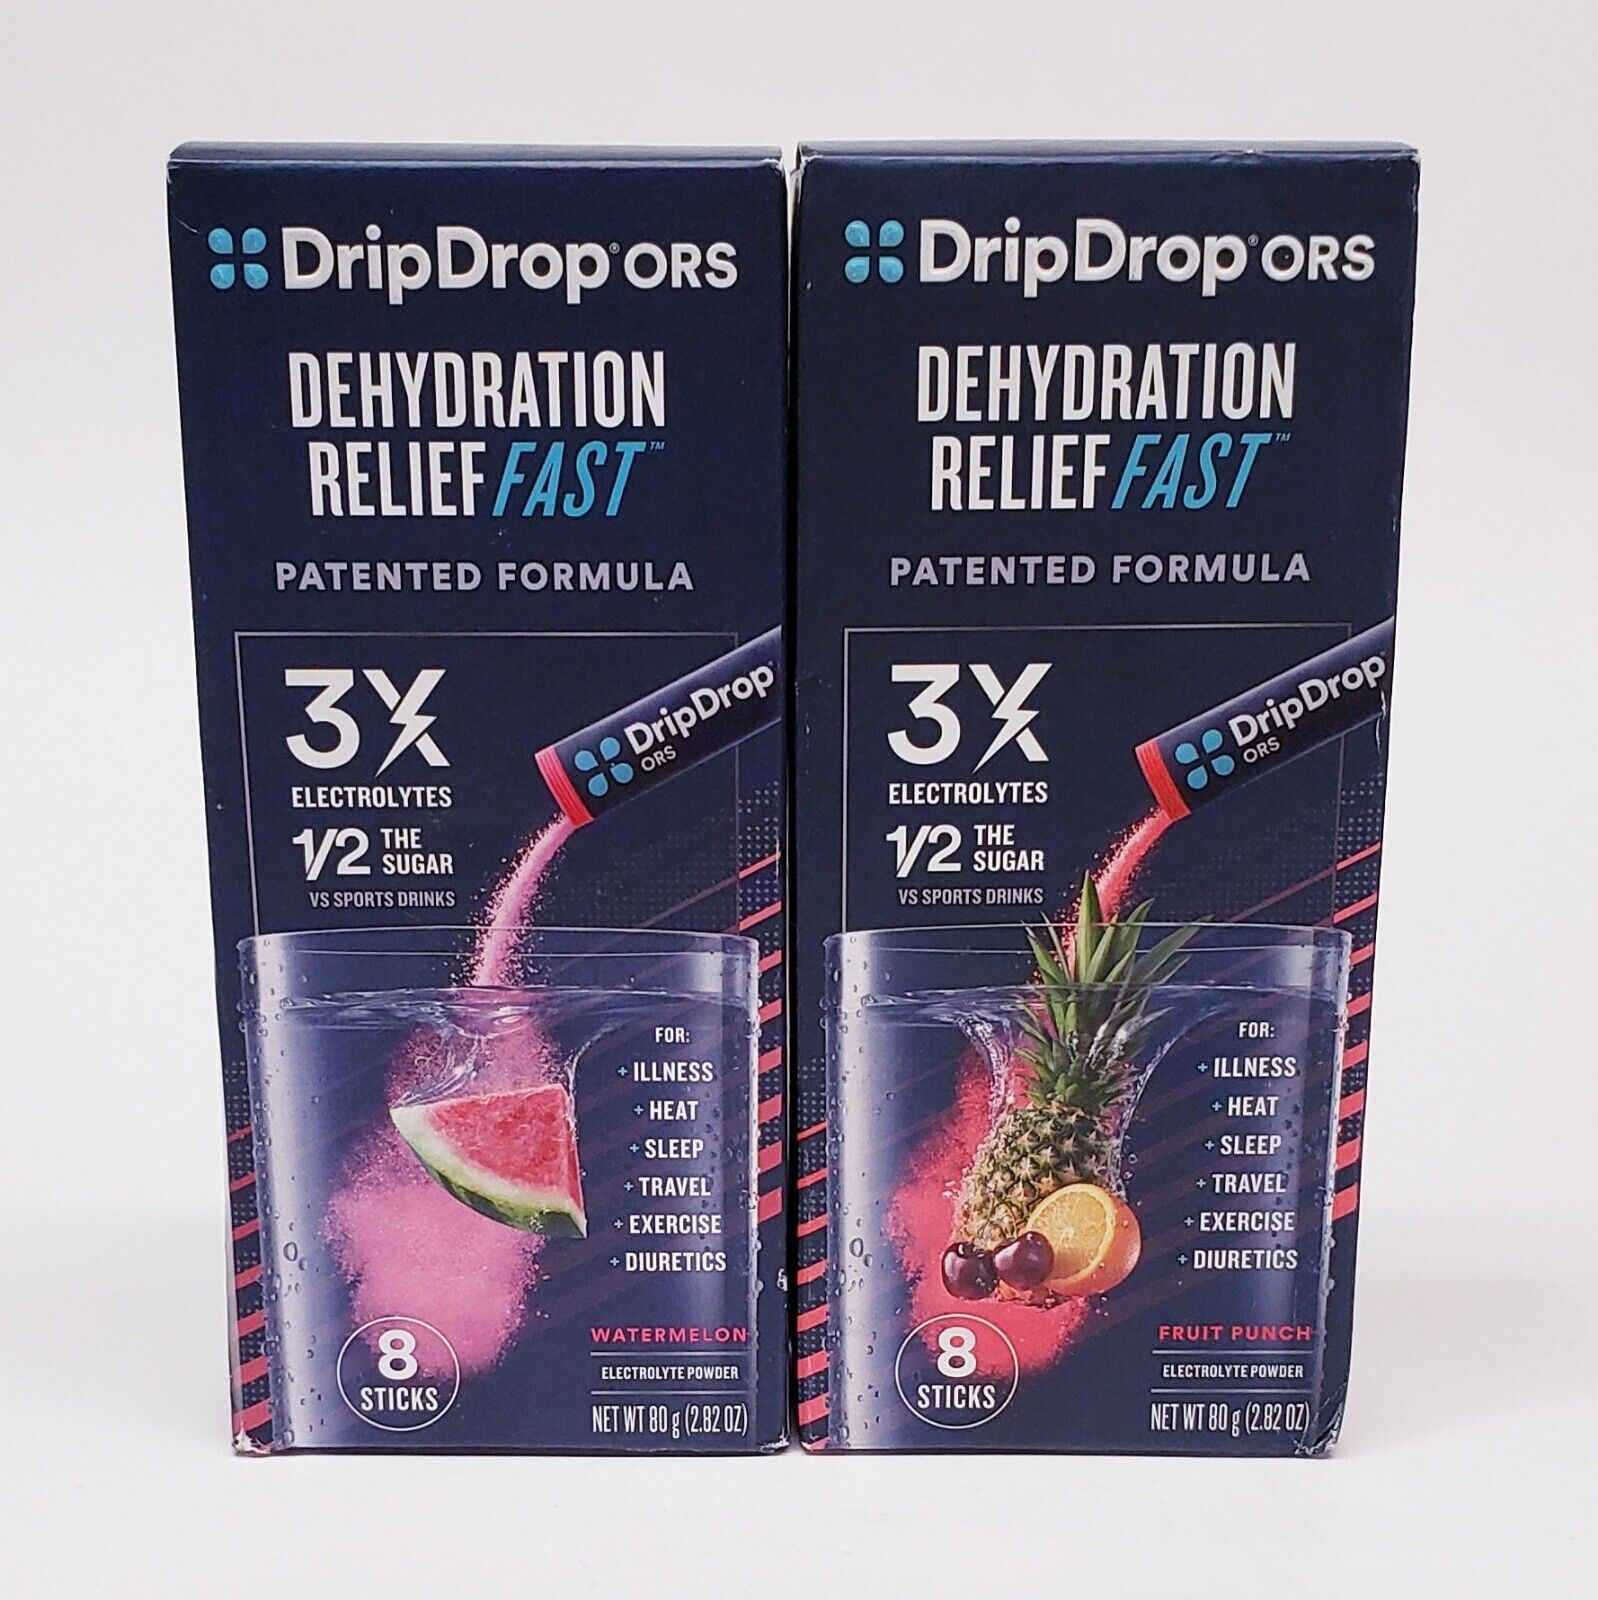 DripDrop® ORS
DEHYDRATION
RELIEF FAST™
PATENTED FORMULA
3X
ELECTROLYTES
1/2 THE
SUGAR
VS SPORTS DRINKS
DripDrop
ORS
FOR:
+ ILLNESS
+ HEAT
+ SLEEP
+ TRAVEL
+ EXERCISE
+ DIURETICS
8
STICKS
WATERMELON
ELECTROLYTE POWDER
NET WT 80 g (2.82 OZ)
DripDrop® ORS
DEHYDRATION
RELIEF FAST™
PATENTED FORMULA
3X
ELECTROLYTES
1/2 THE
SUGAR
VS SPORTS DRINKS
DripDrop
ORS
FOR:
+ ILLNESS
+ HEAT
+ SLEEP
+ TRAVEL
+ EXERCISE
+ DIURETICS
8
STICKS
FRUIT PUNCH
ELECTROLYTE POWDER
NET WT 80 g (2.82 OZ)